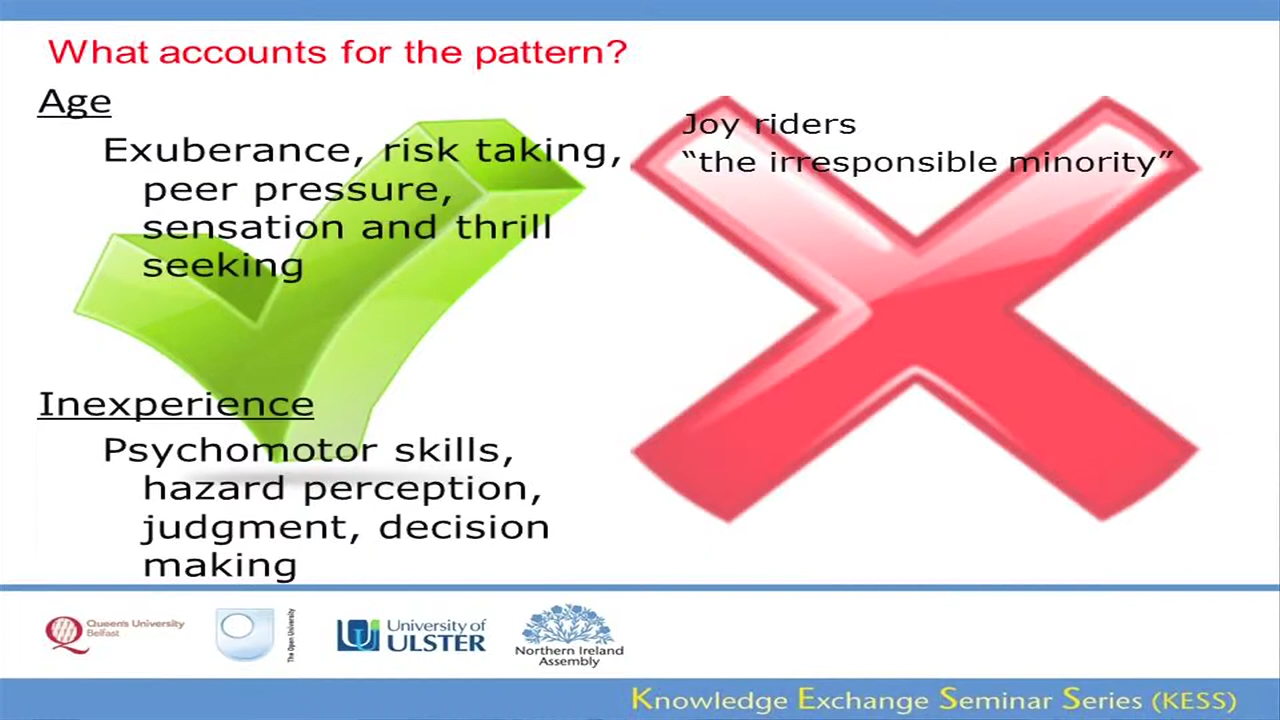 What accounts for the pattern?
Age
Exuberance, risk taking,
peer pressure,
sensation and thrill
seeking
Inexperience
Psychomotor skills,
hazard perception,
judgment, decision
making
Joy riders
“the irresponsible minority”
Queen's University
Belfast
The Open University
University of
ULSTER
Northern Ireland
Assembly
Knowledge Exchange Seminar Series (KESS)